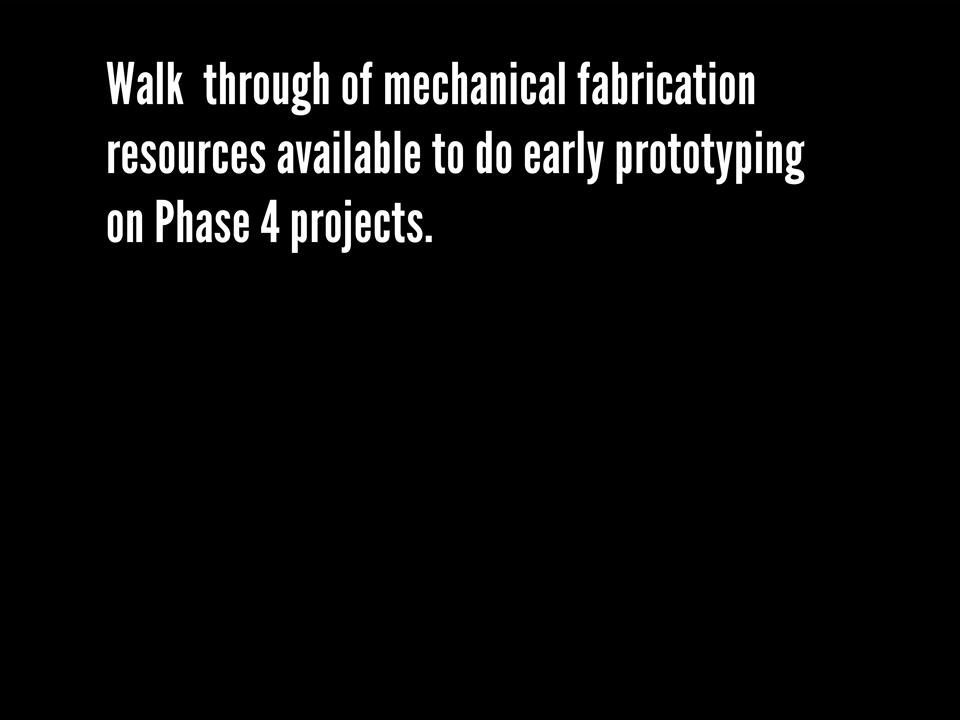 Walk  through of mechanical fabrication
resources available to do early prototyping
on Phase 4 projects.